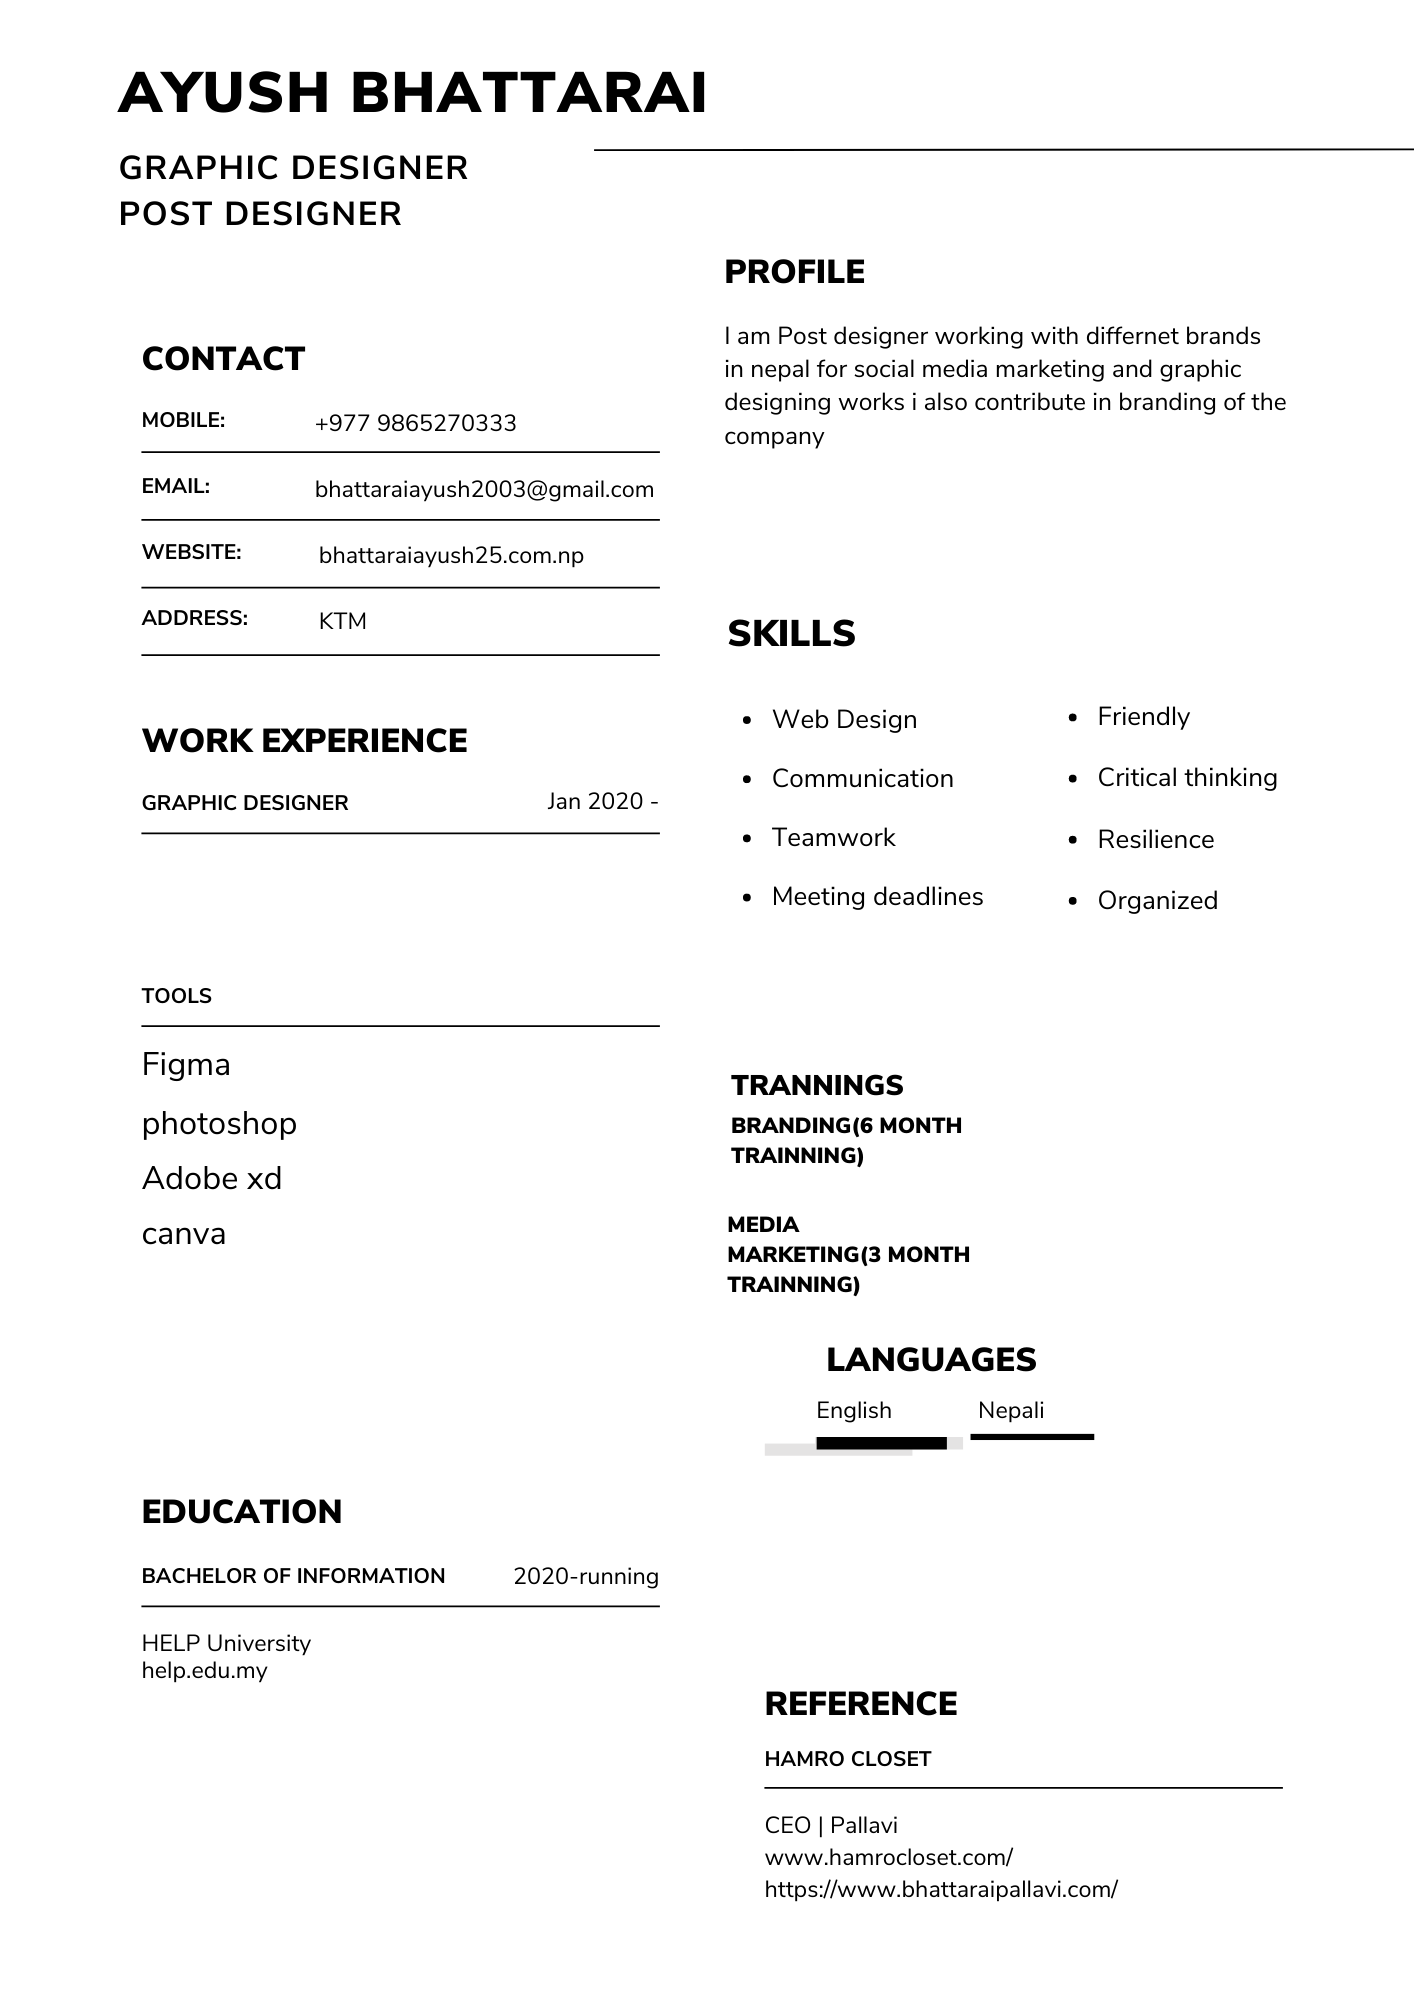 AYUSH BHATTARAI
GRAPHIC DESIGNER
POST DESIGNER
CONTACT
MOBILE: +977 9865270333
EMAIL: bhattaraiayush2003@gmail.com
WEBSITE: bhattaraiayush25.com.np
ADDRESS: KTM
WORK EXPERIENCE
GRAPHIC DESIGNER Jan 2020 -
TOOLS
Figma
photoshop
Adobe xd
canva
EDUCATION
BACHELOR OF INFORMATION 2020-running
HELP University
help.edu.my
PROFILE
I am Post designer working with differnet brands
in nepal for social media marketing and graphic
designing works i also contribute in branding of the
company
SKILLS
• Web Design
• Communication
• Teamwork
• Meeting deadlines
• Friendly
• Critical thinking
• Resilience
• Organized
TRANNINGS
BRANDING(6 MONTH
TRAINNING)
MEDIA
MARKETING(3 MONTH
TRAINNING)
LANGUAGES
English Nepali
REFERENCE
HAMRO CLOSET
CEO | Pallavi
www.hamrocloset.com/
https://www.bhattaraipallavi.com/